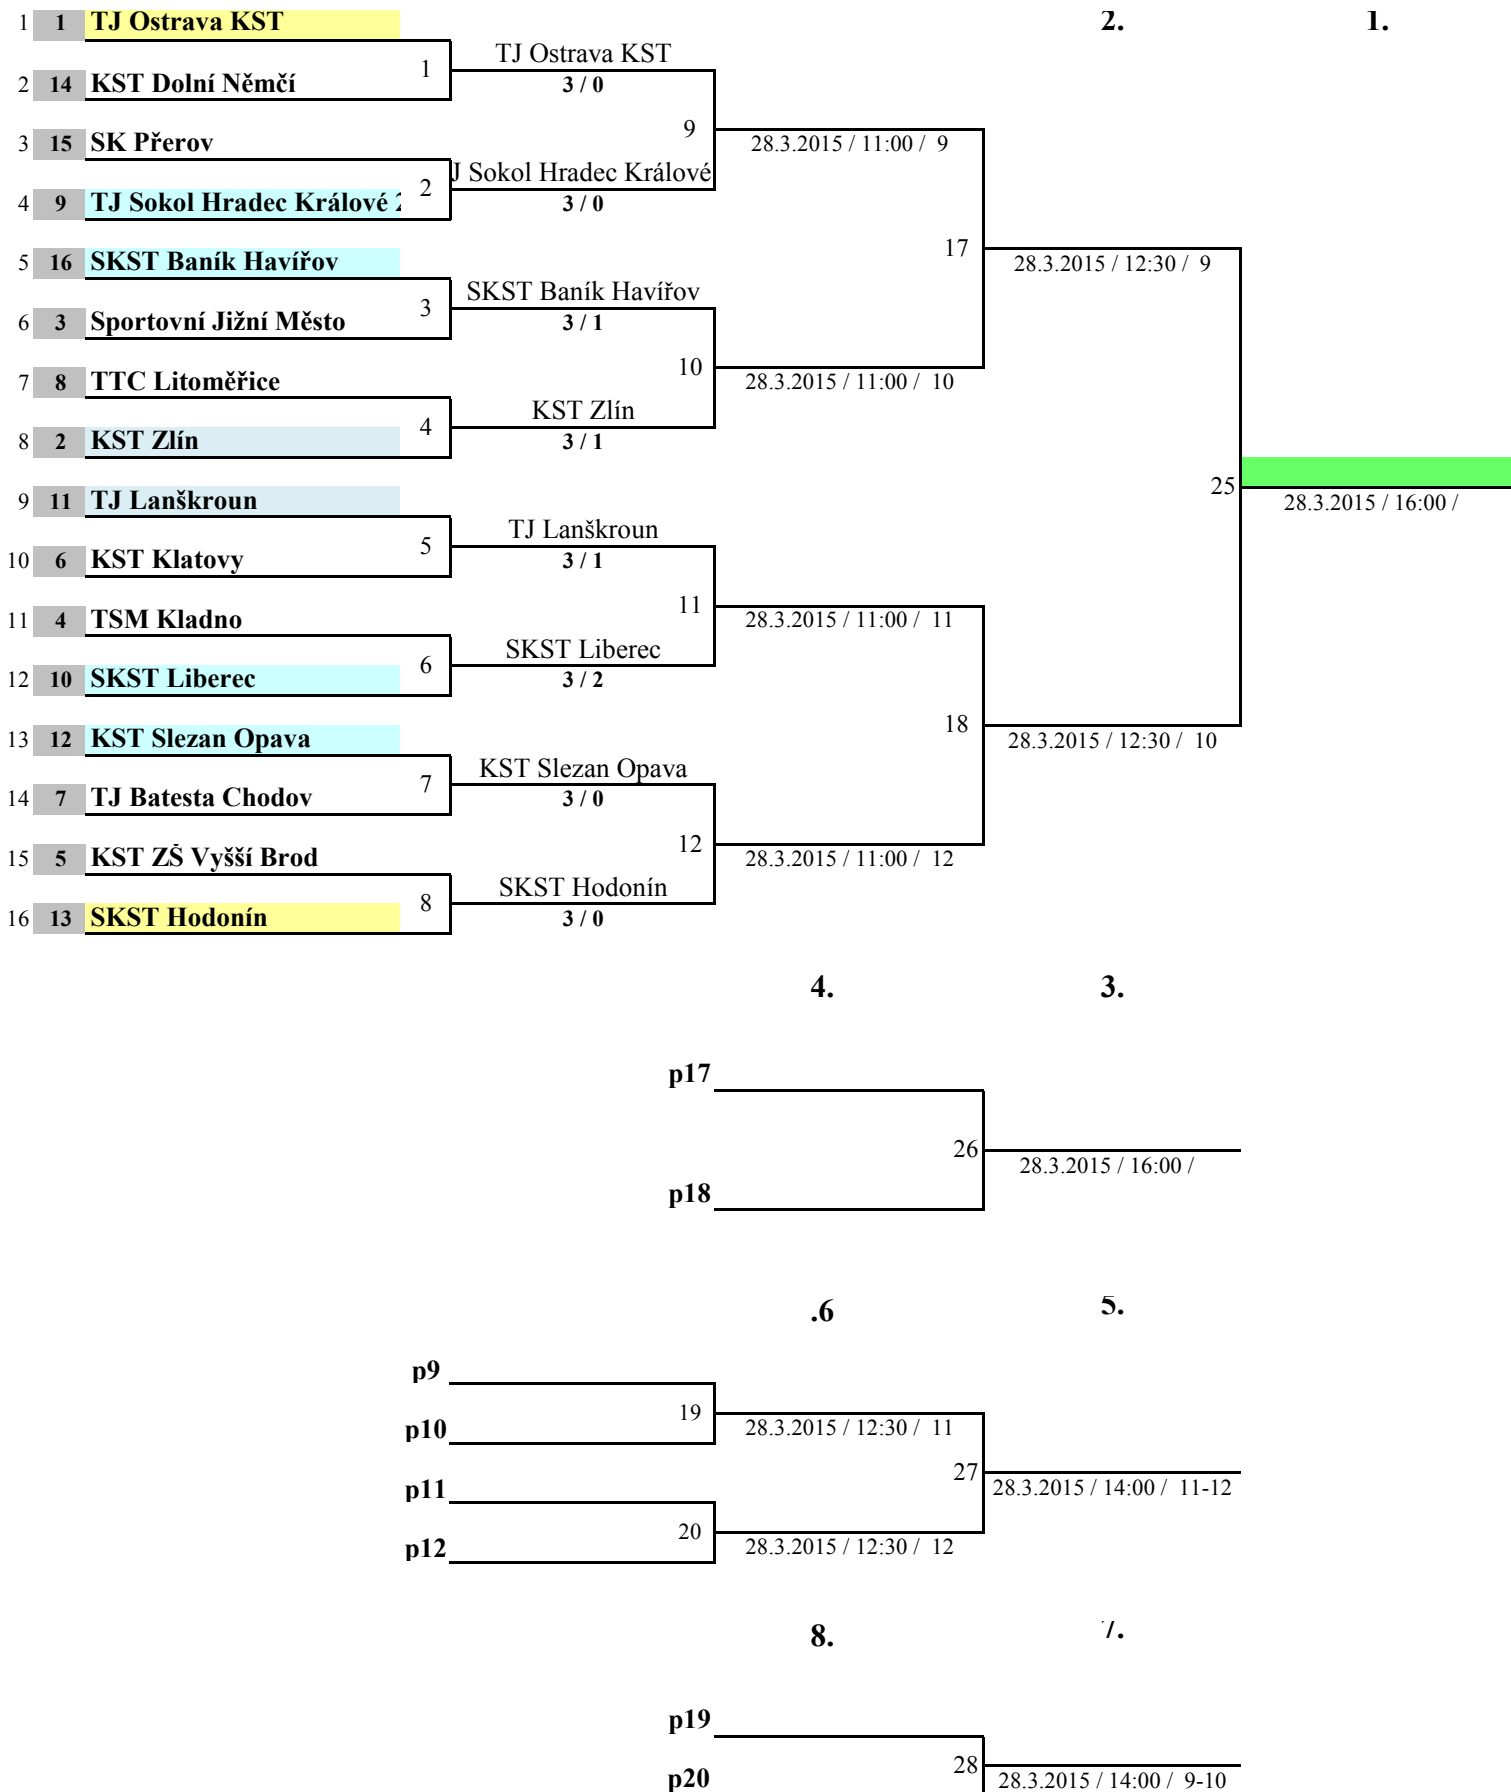 2. 1.
1 1 TJ Ostrava KST
TJ Ostrava KST
1
2 14 KST Dolní Němčí 3 / 0
9
3 15 SK Přerov 28.3.2015 / 11:00 / 9
J Sokol Hradec Králové
2
4 9 TJ Sokol Hradec Králové 3 / 0
17
5 16 SKST Baník Havířov 28.3.2015 / 12:30 / 9
SKST Baník Havířov
3
6 3 Sportovní Jižní Město 3 / 1
10
7 8 TTC Litoměřice 28.3.2015 / 11:00 / 10
KST Zlín
4
8 2 KST Zlín 3 / 1
25
9 11 TJ Lanškroun 28.3.2015 / 16:00 /
TJ Lanškroun
5
10 6 KST Klatovy 3 / 1
11
11 4 TSM Kladno 28.3.2015 / 11:00 / 11
SKST Liberec
6
12 10 SKST Liberec 3 / 2
18
13 12 KST Slezan Opava 28.3.2015 / 12:30 / 10
KST Slezan Opava
7
14 7 TJ Batesta Chodov 3 / 0
12
15 5 KST ZŠ Vyšší Brod 28.3.2015 / 11:00 / 12
SKST Hodonín
8
16 13 SKST Hodonín 3 / 0
4. 3.
p17
26
28.3.2015 / 16:00 /
p18
.6 5.
p9
19
p10 28.3.2015 / 12:30 / 11
27
p11 28.3.2015 / 14:00 / 11-12
20
p12 28.3.2015 / 12:30 / 12
8. 7.
p19
28
p20 28.3.2015 / 14:00 / 9-10